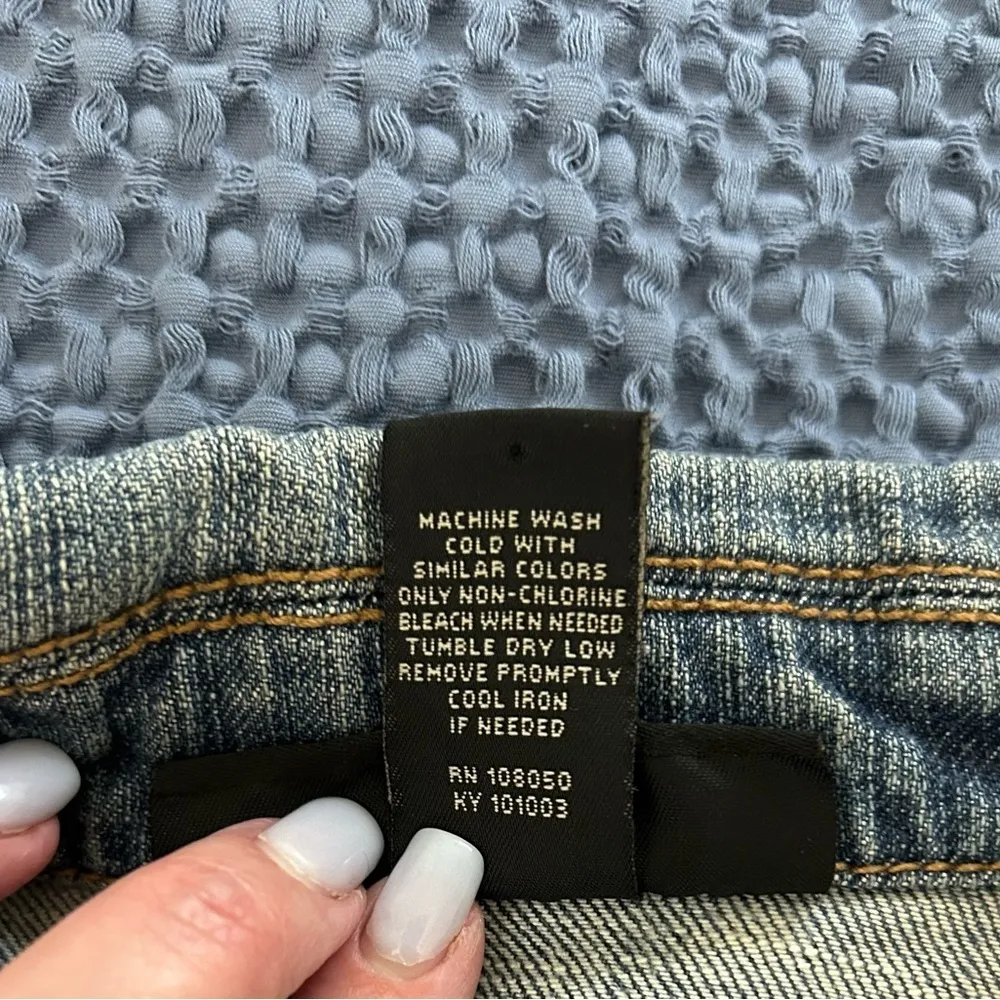 MACHINE WASH
COLD WITH
SIMILAR COLORS
ONLY NON-CHLORINE
BLEACH WHEN NEEDED
TUMBLE DRY LOW
REMOVE PROMPTLY
COOL IRON
IF NEEDED
RN 108050
KY 101003